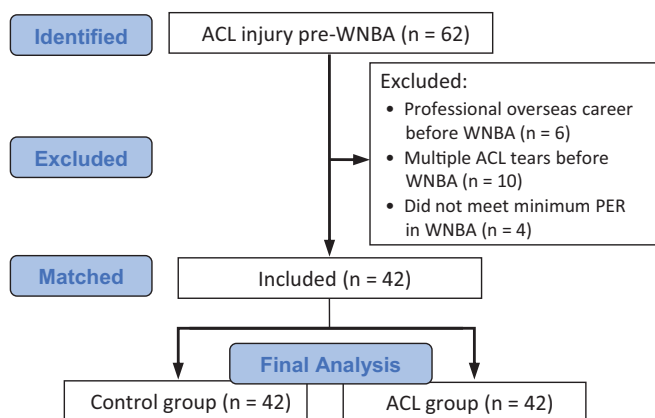 Identified
ACL injury pre-WNBA (n = 62)
Excluded:
• Professional overseas career
before WNBA (n = 6)
• Multiple ACL tears before
WNBA (n = 10)
• Did not meet minimum PER
in WNBA (n = 4)
Excluded
Matched
Included (n = 42)
Final Analysis
Control group (n = 42)
ACL group (n = 42)